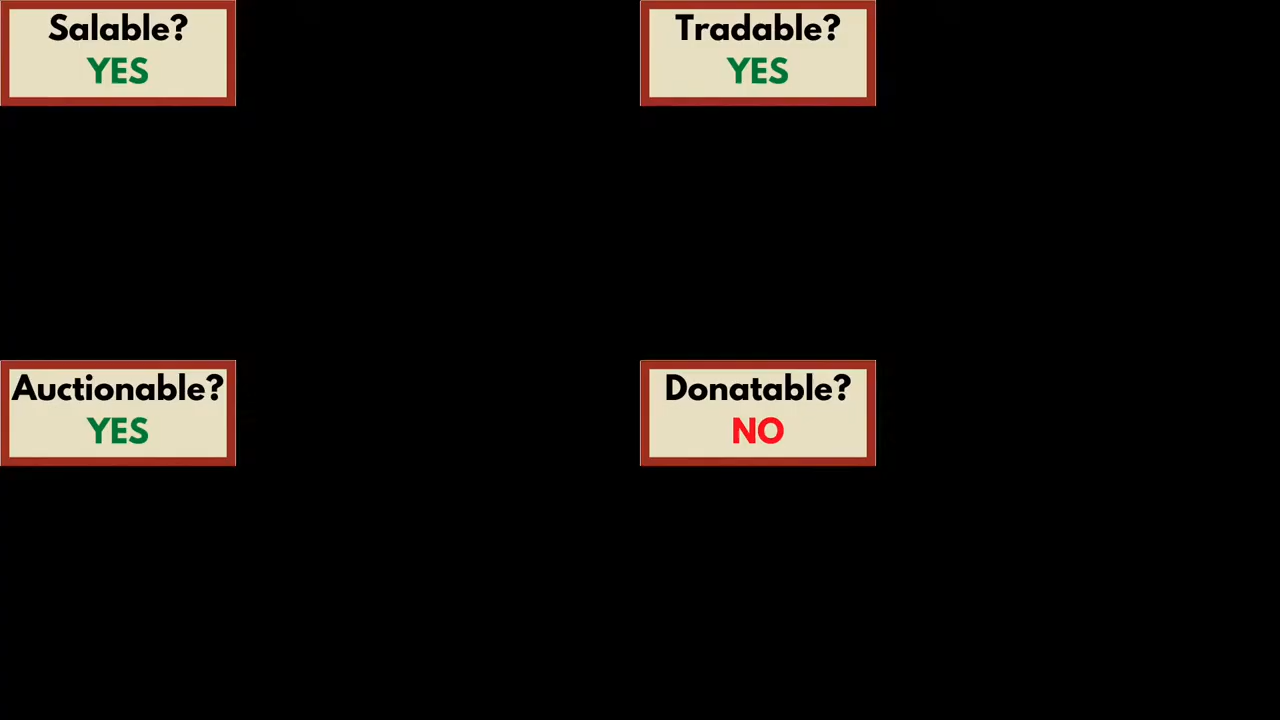 Salable?
YES
Tradable?
YES
Auctionable?
YES
Donatable?
NO